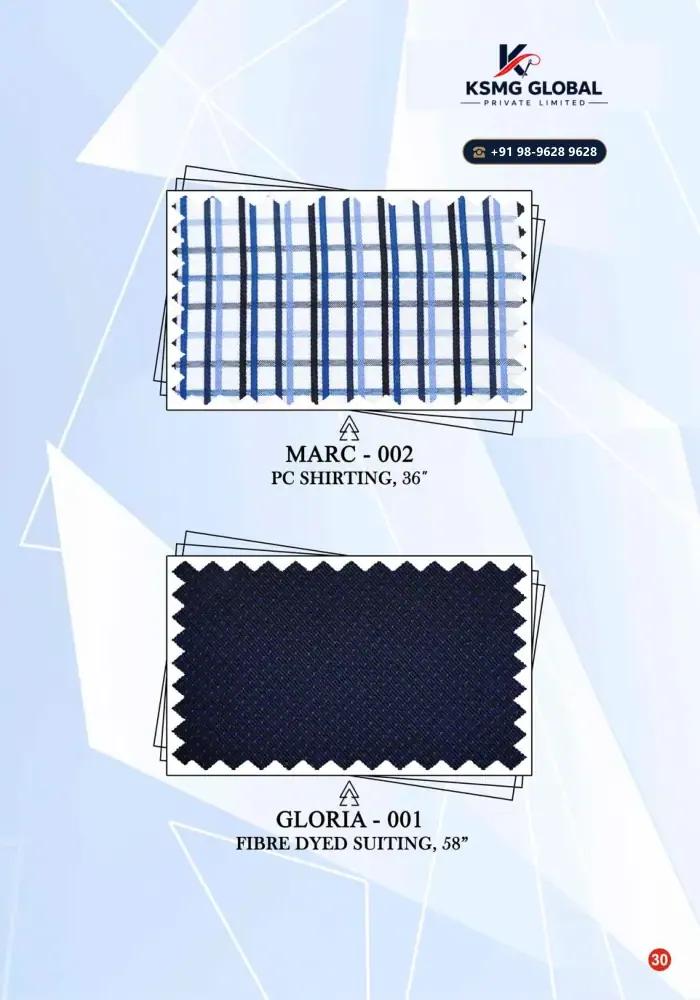 KSMG GLOBAL
PRIVATE LIMITED
+91 98-9628 9628
MARC - 002
PC SHIRTING, 36"
GLORIA - 001
FIBRE DYED SUITING, 58”
30